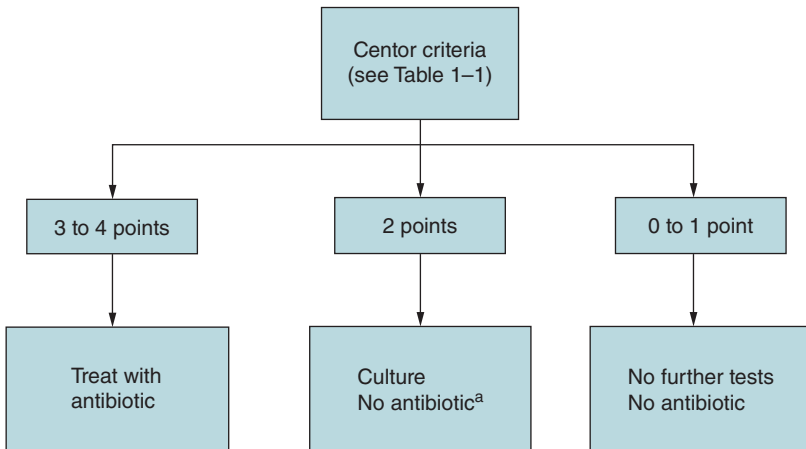 Centor criteria
(see Table 1–1)
3 to 4 points
2 points
0 to 1 point
Treat with
antibiotic
Culture
No antibiotica
No further tests
No antibiotic